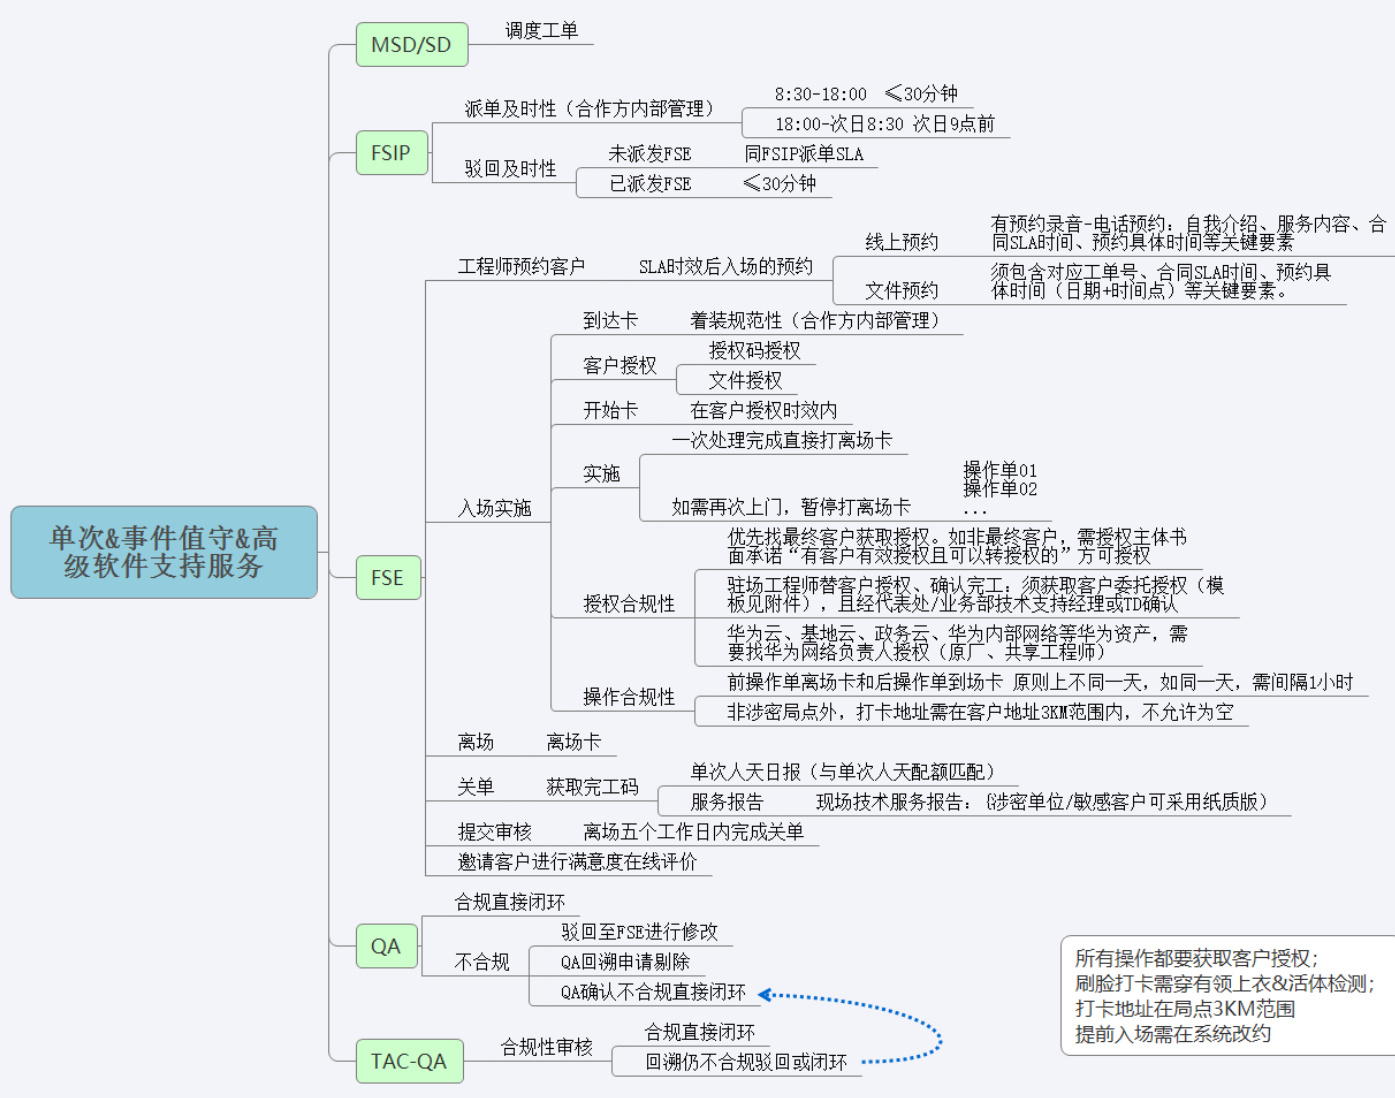 单次&事件值守&高
级软件支持服务
MSD/SD
调度工单
FSIP
派单及时性（合作方内部管理）
8:30-18:00 ≤30分钟
18:00-次日8:30 次日9点前
驳回及时性
未派发FSE
同FSIP派单SLA
已派发FSE
≤30分钟
FSE
工程师预约客户
SLA时效后入场的预约
线上预约
有预约录音-电话预约：自我介绍、服务内容、合
同SLA时间、预约具体时间等关键要素
文件预约
须包含对应工单号、合同SLA时间、预约具
体时间（日期+时间点）等关键要素。
入场实施
到达卡
着装规范性（合作方内部管理）
客户授权
授权码授权
文件授权
开始卡
在客户授权时效内
实施
一次处理完成直接打离场卡
如需再次上门，暂停打离场卡
操作单01
操作单02
...
授权合规性
优先找最终客户获取授权。如非最终客户，需授权主体书
面承诺“有客户有效授权且可以转授权的”方可授权
驻场工程师替客户授权、确认完工：须获取客户委托授权（模
板见附件），且经代表处/业务部技术支持经理或TD确认
华为云、基地云、政务云、华为内部网络等华为资产，需
要找华为网络负责人授权（原厂、共享工程师）
操作合规性
前操作单离场卡和后操作单到场卡 原则上不同一天，如同一天，需间隔1小时
非涉密局点外，打卡地址需在客户地址3KM范围内，不允许为空
离场
离场卡
关单
获取完工码
单次人天日报（与单次人天配额匹配）
服务报告
现场技术服务报告：（涉密单位/敏感客户可采用纸质版）
提交审核
离场五个工作日内完成关单
邀请客户进行满意度在线评价
QA
合规直接闭环
不合规
驳回至FSE进行修改
QA回溯申请剔除
QA确认不合规直接闭环
TAC-QA
合规性审核
合规直接闭环
回溯仍不合规驳回或闭环
所有操作都要获取客户授权；
刷脸打卡需穿有领上衣&活体检测；
打卡地址在局点3KM范围
提前入场需在系统改约